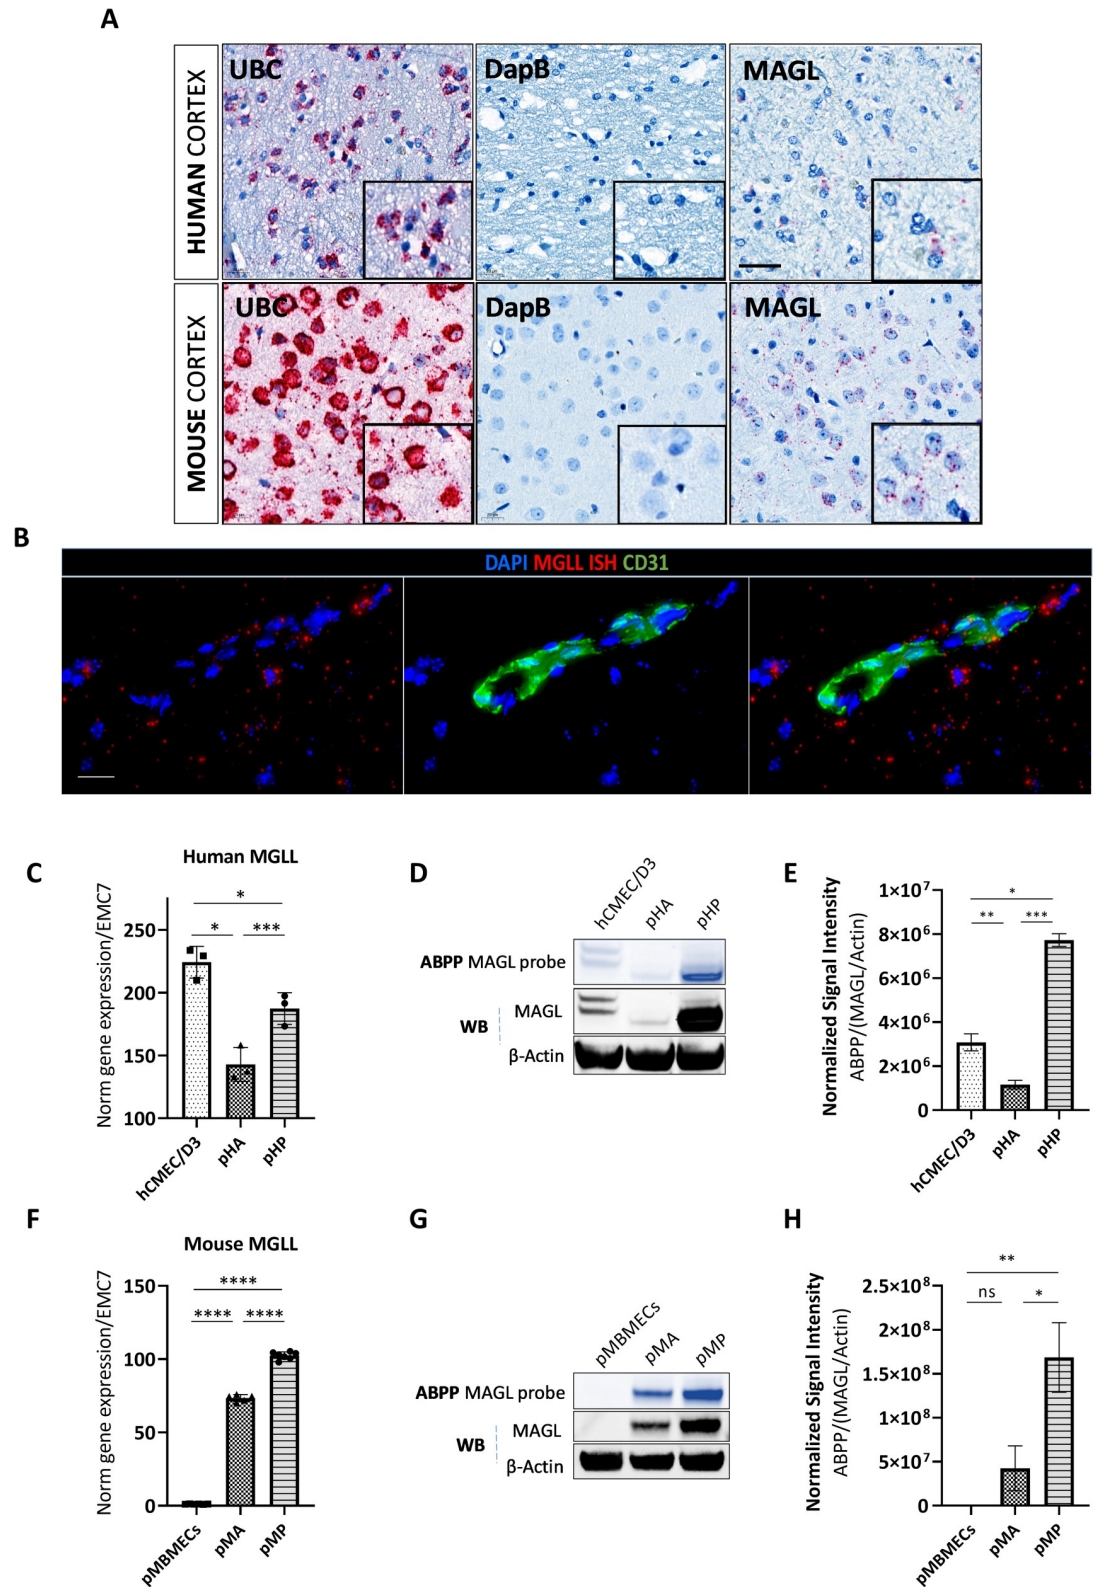 A
HUMAN CORTEX
UBC
DapB
MAGL
MOUSE CORTEX
UBC
DapB
MAGL
B
DAPI MGLL ISH CD31
C
Human MGLL
Norm gene expression/EMC7
250
200
150
100
*
*
***
hCMEC/D3
pHA
pHP
D
hCMEC/D3
pHA
pHP
ABPP MAGL probe
WB
MAGL
β-Actin
E
Normalized Signal Intensity
ABPP/(MAGL/Actin)
1×10⁷
8×10⁶
6×10⁶
4×10⁶
2×10⁶
0
*
**
***
hCMEC/D3
pHA
pHP
F
Mouse MGLL
Norm gene expression/EMC7
150
100
50
0
****
****
****
pMBMECs
pMA
pMP
G
pMBMECs
pMA
pMP
ABPP MAGL probe
WB
MAGL
β-Actin
H
Normalized Signal Intensity
ABPP/(MAGL/Actin)
2.5×10⁸
2×10⁸
1.5×10⁸
1×10⁸
5×10⁷
0
**
ns
*
pMBMECs
pMA
pMP